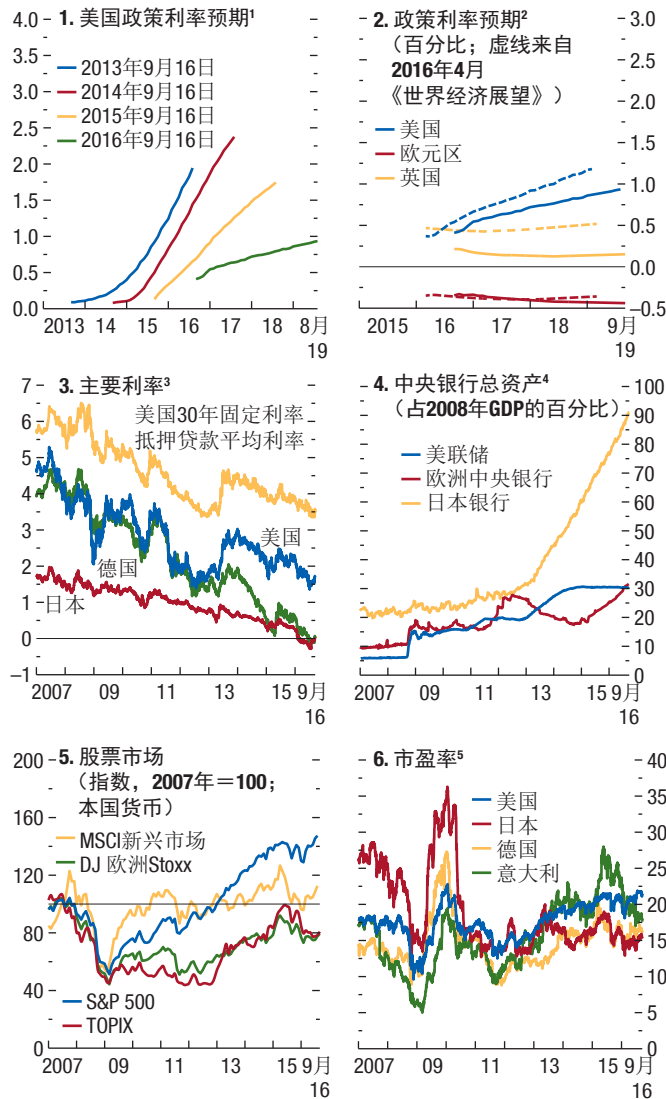 1. 美国政策利率预期¹
2013年9月16日
2014年9月16日
2015年9月16日
2016年9月16日
4.0
3.5
3.0
2.5
2.0
1.5
1.0
0.5
0.0
2013 14 15 16 17 18 8月
19
2. 政策利率预期²
(百分比；虚线来自
2016年4月
《世界经济展望》)
美国
欧元区
英国
3.0
2.5
2.0
1.5
1.0
0.5
0.0
–0.5
2015 16 17 18 9月
19
3. 主要利率³
美国30年固定利率
抵押贷款平均利率
美国
德国
日本
7
6
5
4
3
2
1
0
–1
2007 09 11 13 15 9月
16
4. 中央银行总资产⁴
(占2008年GDP的百分比)
美联储
欧洲中央银行
日本银行
100
90
80
70
60
50
40
30
20
10
0
2007 09 11 13 15 9月
16
5. 股票市场
(指数，2007年＝100；
本国货币)
MSCI新兴市场
DJ 欧洲Stoxx
S&P 500
TOPIX
200
160
120
80
40
0
2007 09 11 13 15 9月
16
6. 市盈率⁵
美国
日本
德国
意大利
40
35
30
25
20
15
10
5
0
2007 09 11 13 15 9月
16